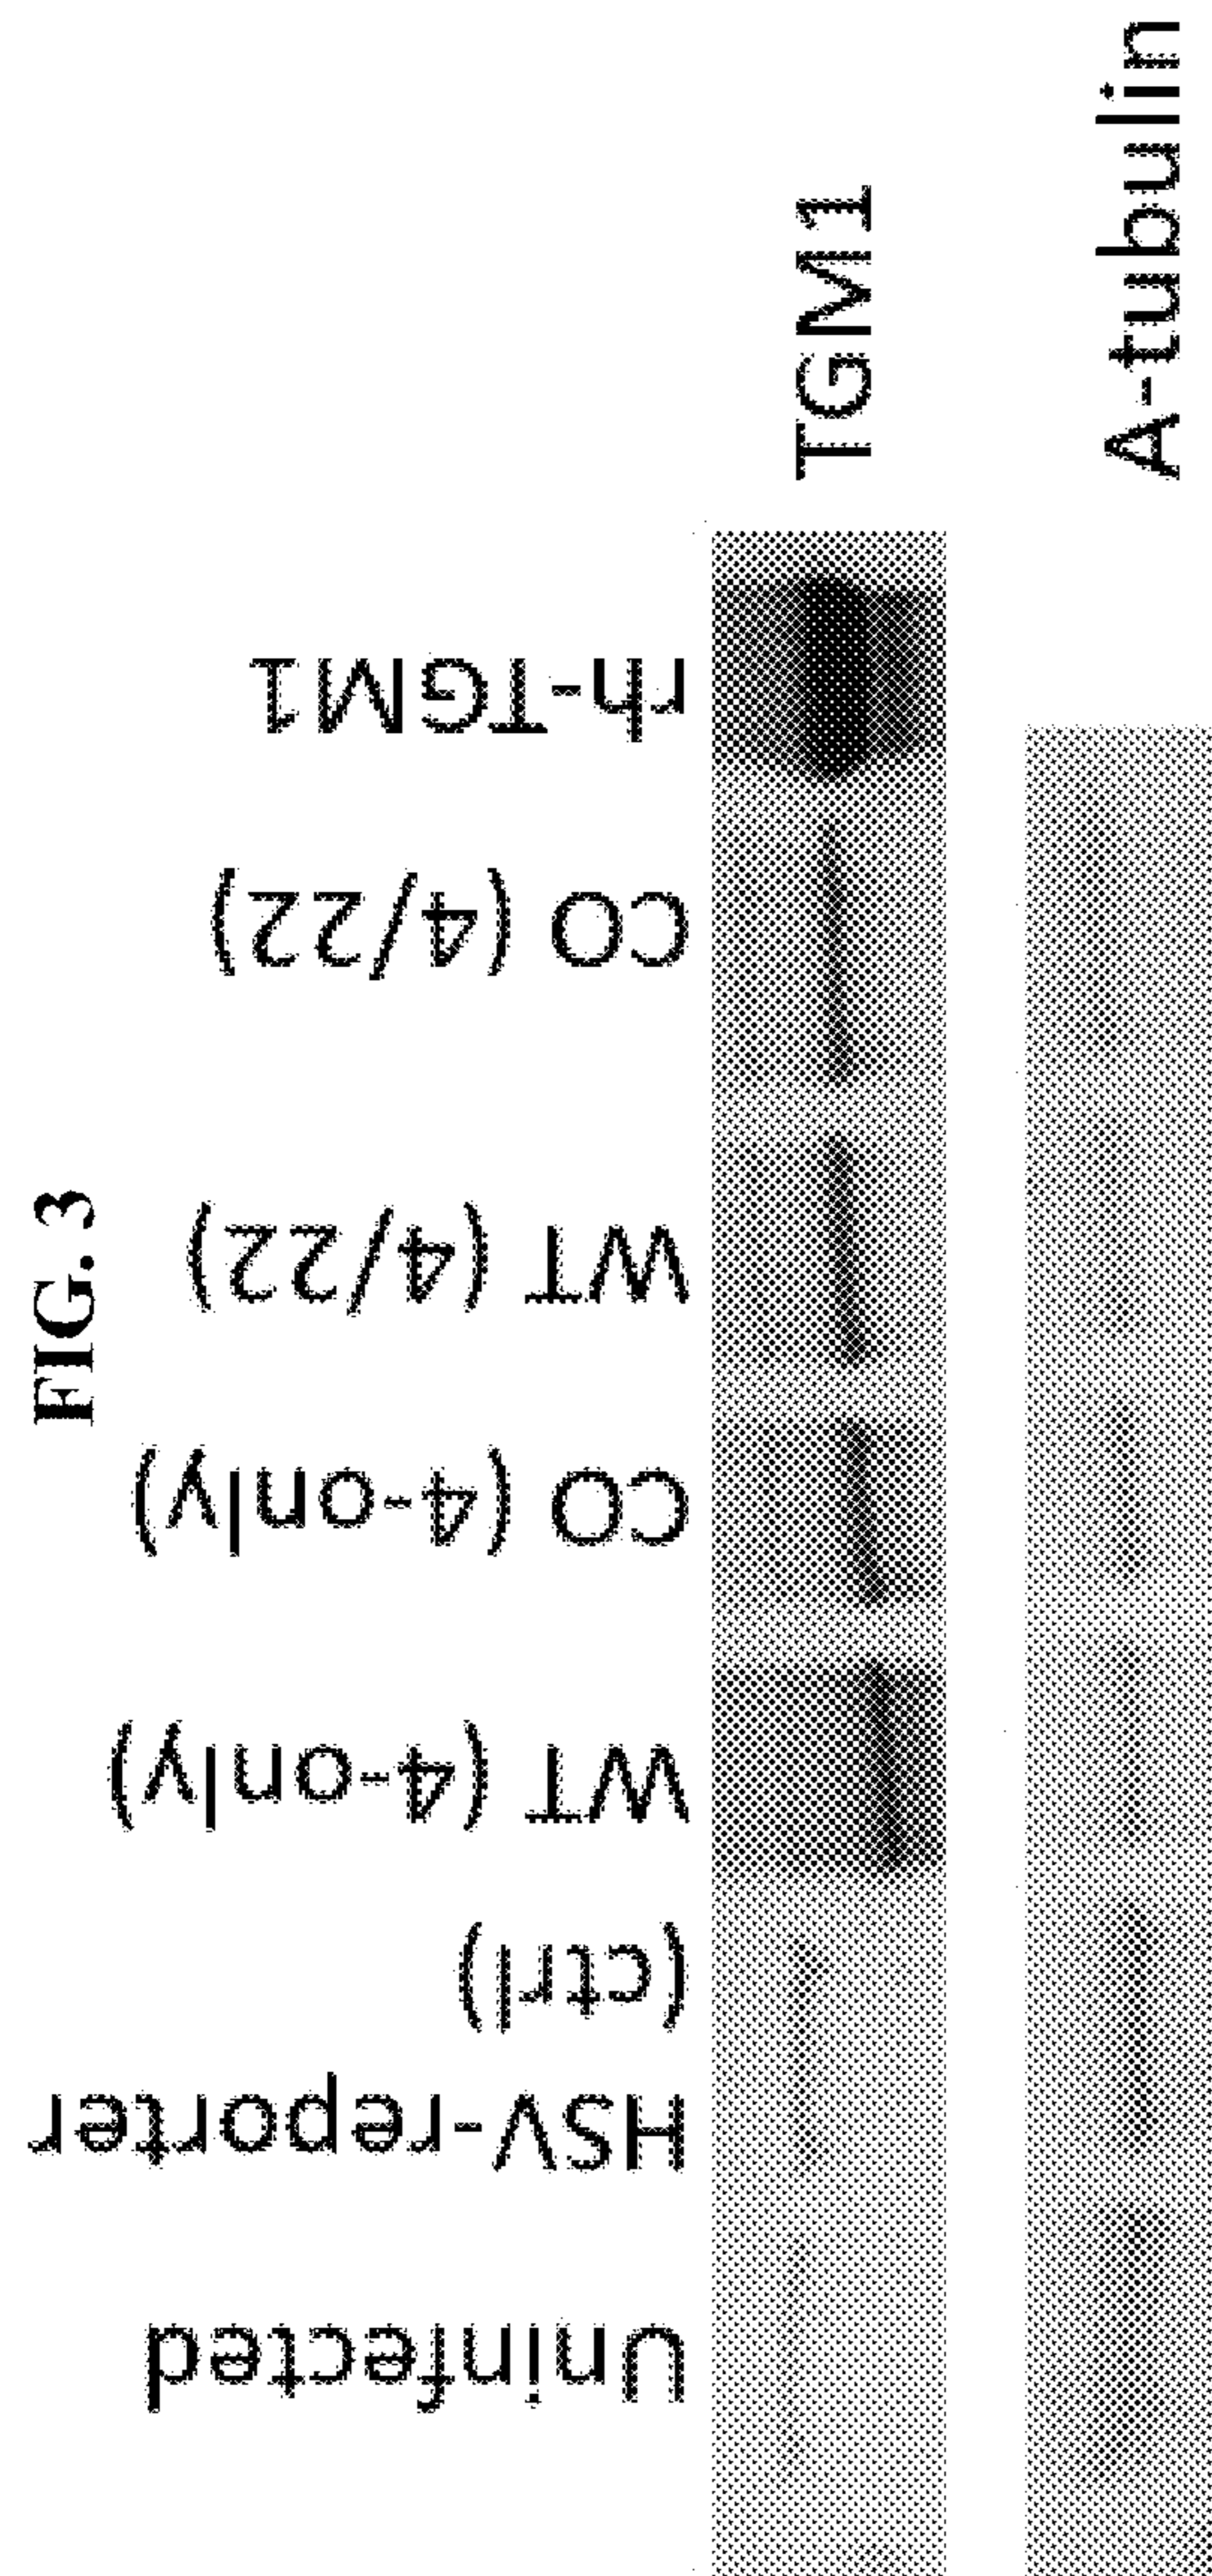 FIG. 3
Uninfected
HSV-reporter
(ctrl)
WT (4-only)
CO (4-only)
WT (4/22)
CO (4/22)
rh-TGM1
TGM1
A-tubulin